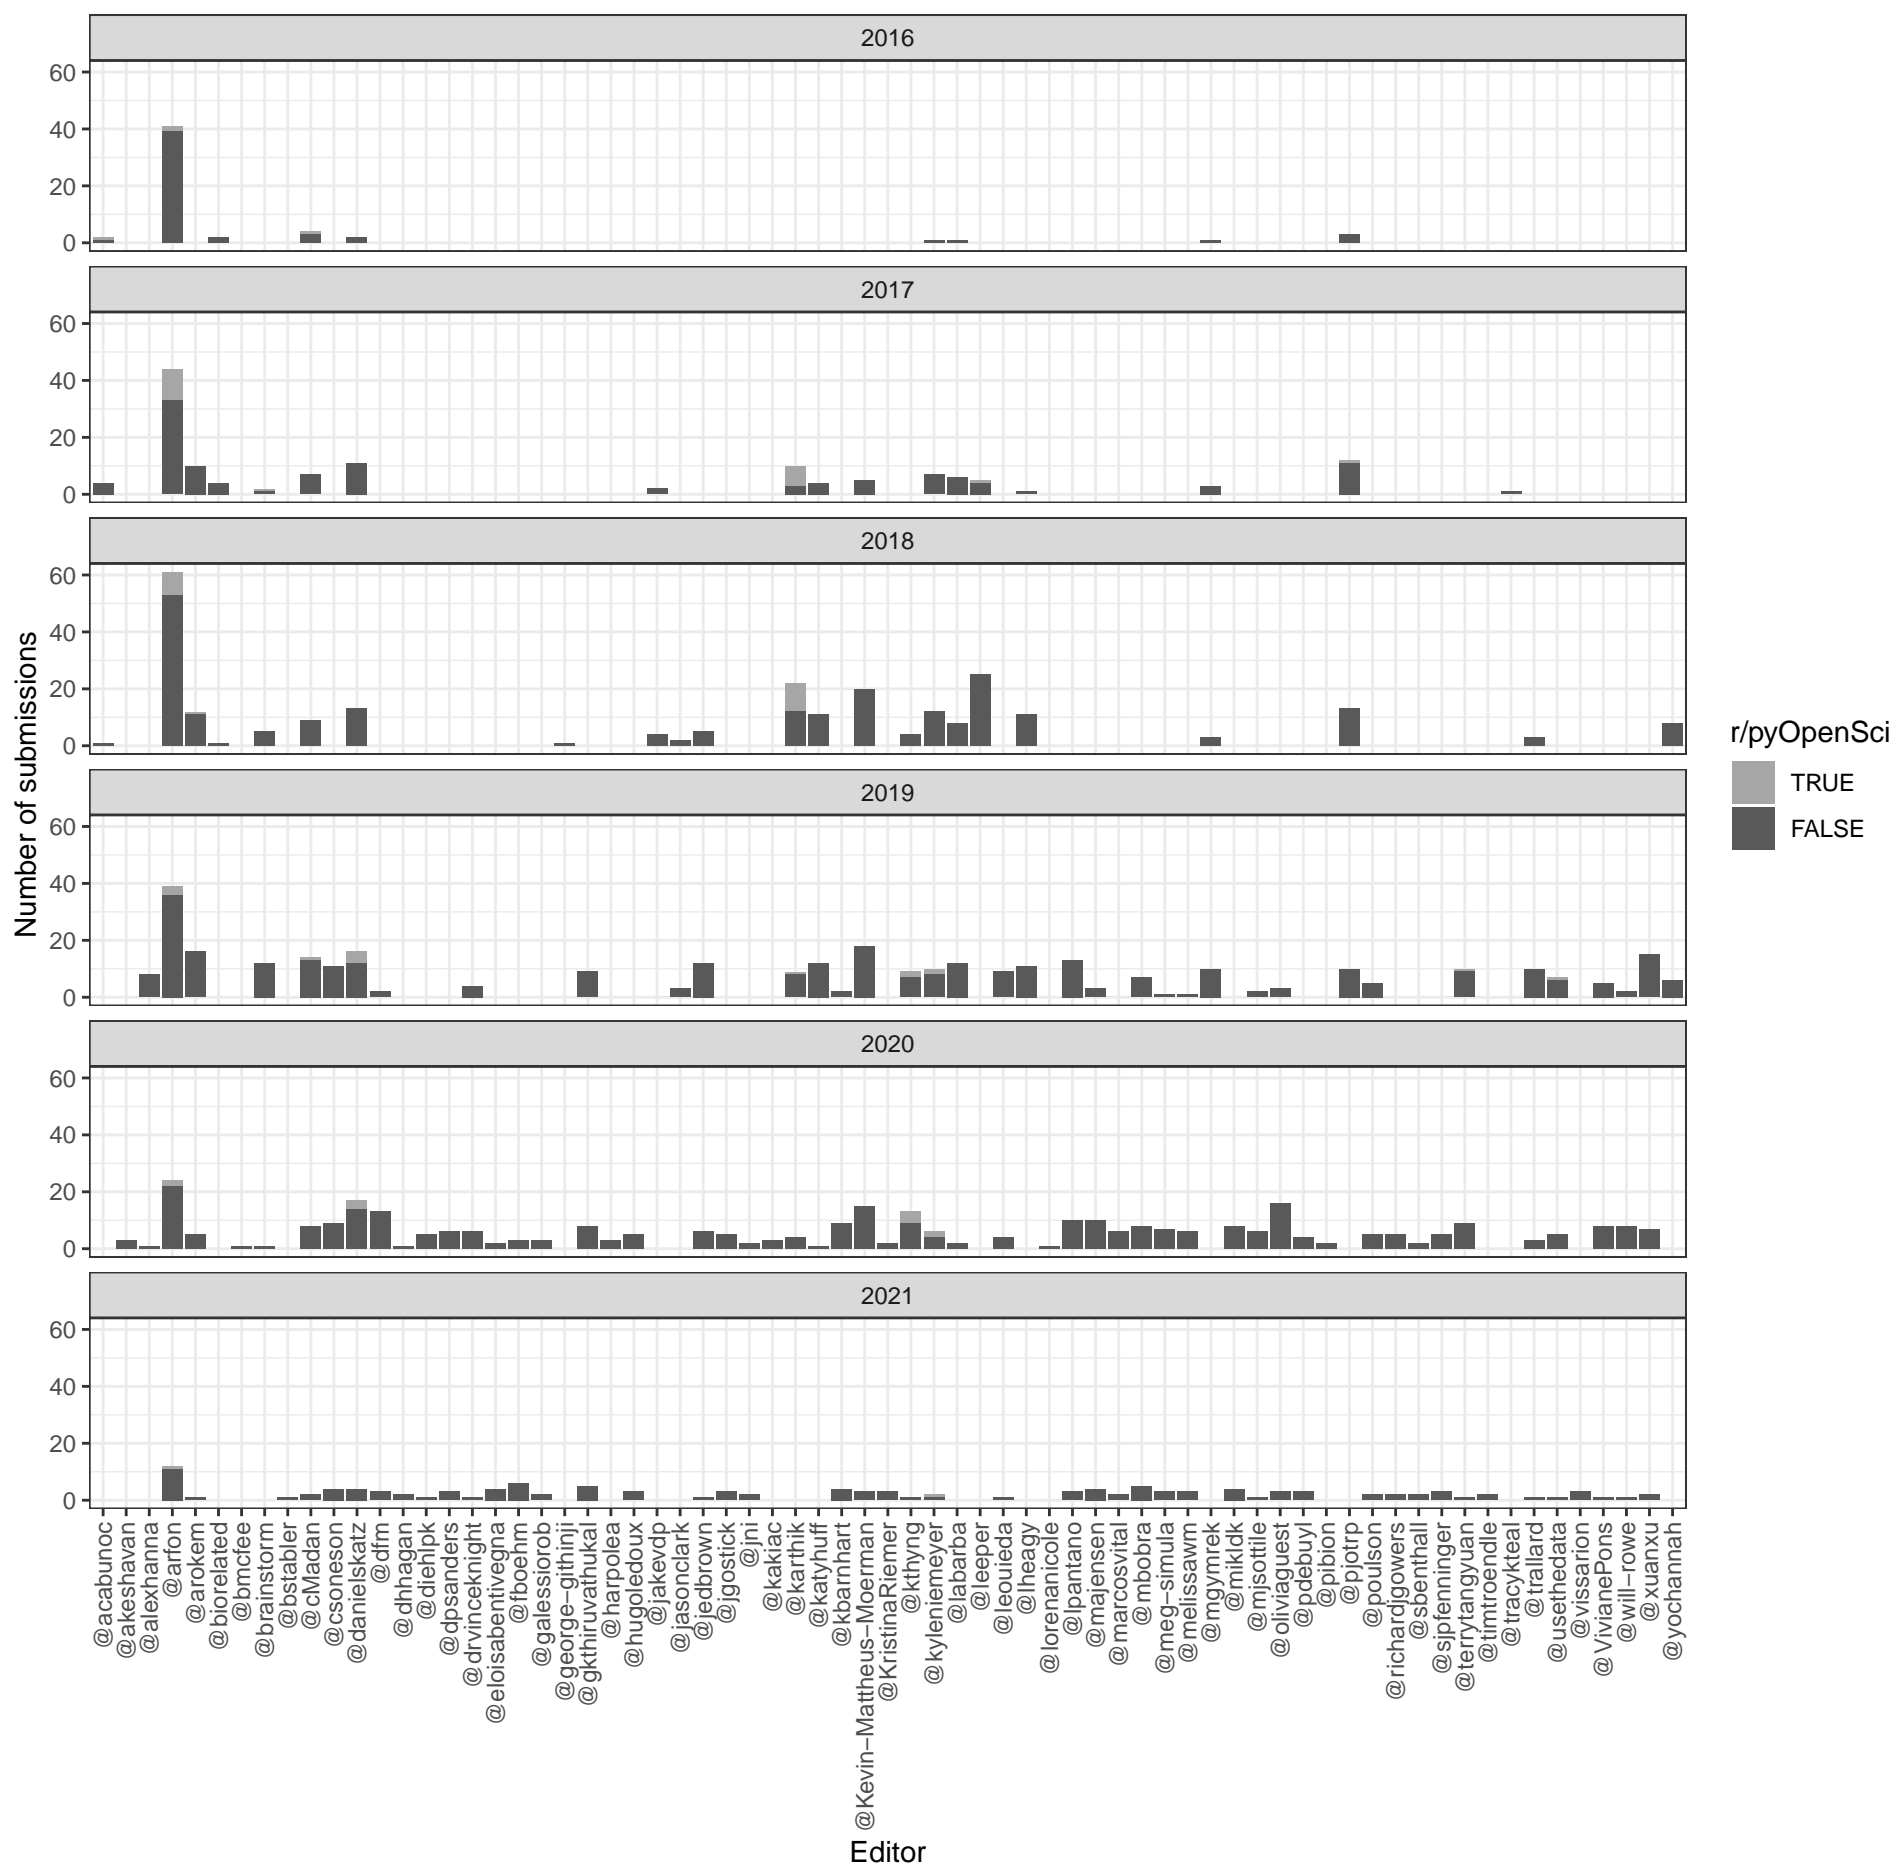 2016
60
40
20
0
2017
60
40
20
0
2018
60
40
20
0
2019
60
40
20
0
2020
60
40
20
0
2021
60
40
20
0
Number of submissions
@acabunoc
@akeshavan
@alexhanna
@arfon
@arokem
@biorelated
@bmcfee
@brainstorm
@bstabler
@cMadan
@csoneson
@danielskatz
@dfm
@dhhagan
@diehlpk
@dpsanders
@drvinceknight
@eloisabentivegna
@fboehm
@galessiorob
@george−githinji
@gkthiruvathukal
@harpolea
@hugoledoux
@jakevdp
@jasonclark
@jedbrown
@jgostick
@jni
@kakiac
@karthik
@katyhuff
@kbarnhart
@Kevin−Mattheus−Moerman
@KristinaRiemer
@kthyng
@kyleniemeyer
@labarba
@leeper
@leouieda
@lheagy
@lorenanicole
@lpantano
@majensen
@marcosvital
@mbobra
@meg−simula
@melissawm
@mgymrek
@mikldk
@mjsottile
@oliviaguest
@pdebuyl
@pibion
@pjotrp
@poulson
@richardjgowers
@sbenthall
@sjpfenninger
@terrytangyuan
@timtroendle
@tracykteal
@trallard
@usethedata
@vissarion
@VivianePons
@will−rowe
@xuanxu
@yochannah
Editor
r/pyOpenSci
TRUE
FALSE